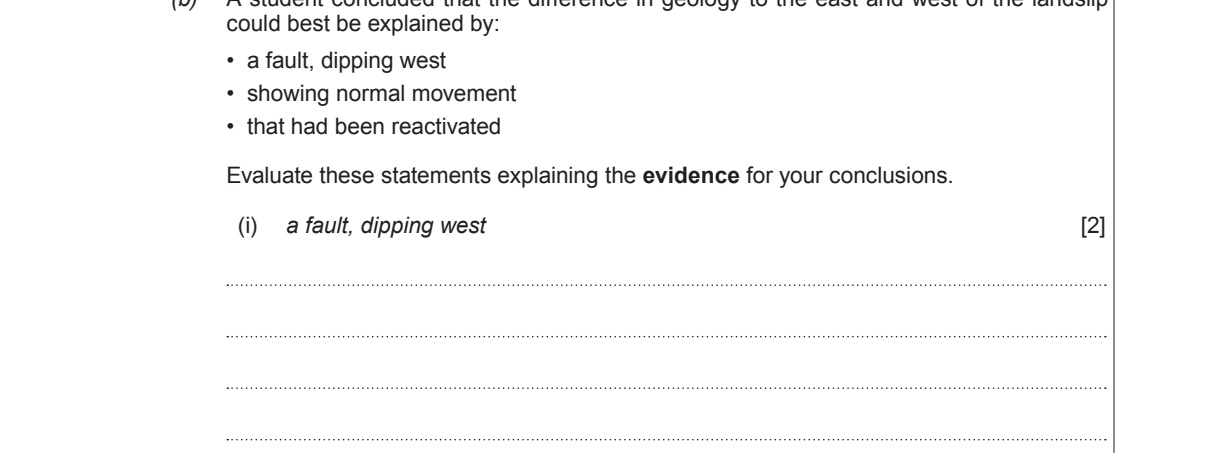 (b) A student concluded that the difference in geology to the east and west of the landslip
could best be explained by:
• a fault, dipping west
• showing normal movement
• that had been reactivated
Evaluate these statements explaining the evidence for your conclusions.
(i) a fault, dipping west [2]